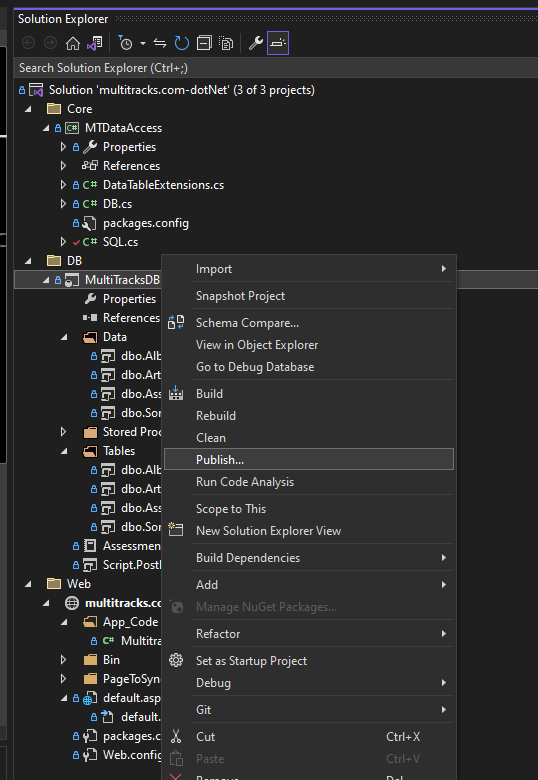 Solution Explorer
Search Solution Explorer (Ctrl+;)
Solution 'multitracks.com-dotNet' (3 of 3 projects)
Core
C# MTDataAccess
Properties
References
C# DataTableExtensions.cs
C# DB.cs
packages.config
C# SQL.cs
DB
MultiTracksDB
Properties
References
Data
dbo.Alb
dbo.Art
dbo.Ass
dbo.Sor
Stored Proc
Tables
dbo.Alb
dbo.Art
dbo.Ass
dbo.Sor
Assessmen
Script.PostI
Web
multitracks.co
App_Code
C# Multitra
Bin
PageToSyn
default.asp
default.
packages.c
Web.config
Import
Snapshot Project
Schema Compare...
View in Object Explorer
Go to Debug Database
Build
Rebuild
Clean
Publish...
Run Code Analysis
Scope to This
New Solution Explorer View
Build Dependencies
Add
Manage NuGet Packages...
Refactor
Set as Startup Project
Debug
Git
Cut Ctrl+X
Paste Ctrl+V
Remove Del